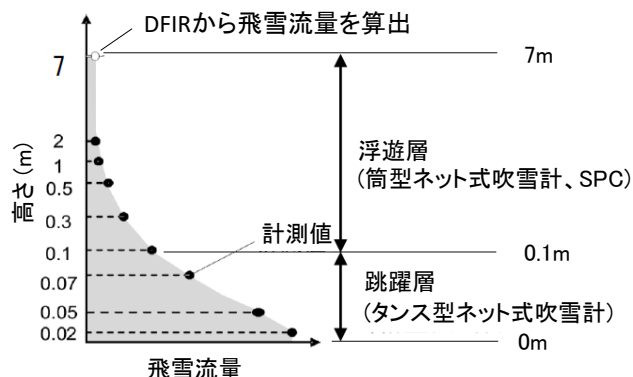 DFIRから飛雪流量を算出
7
7m
2
1
0.5
0.3
0.1
0.07
0.05
0.02
高さ(m)
浮遊層
(筒型ネット式吹雪計、SPC)
計測値
0.1m
跳躍層
(タンス型ネット式吹雪計)
0m
飛雪流量